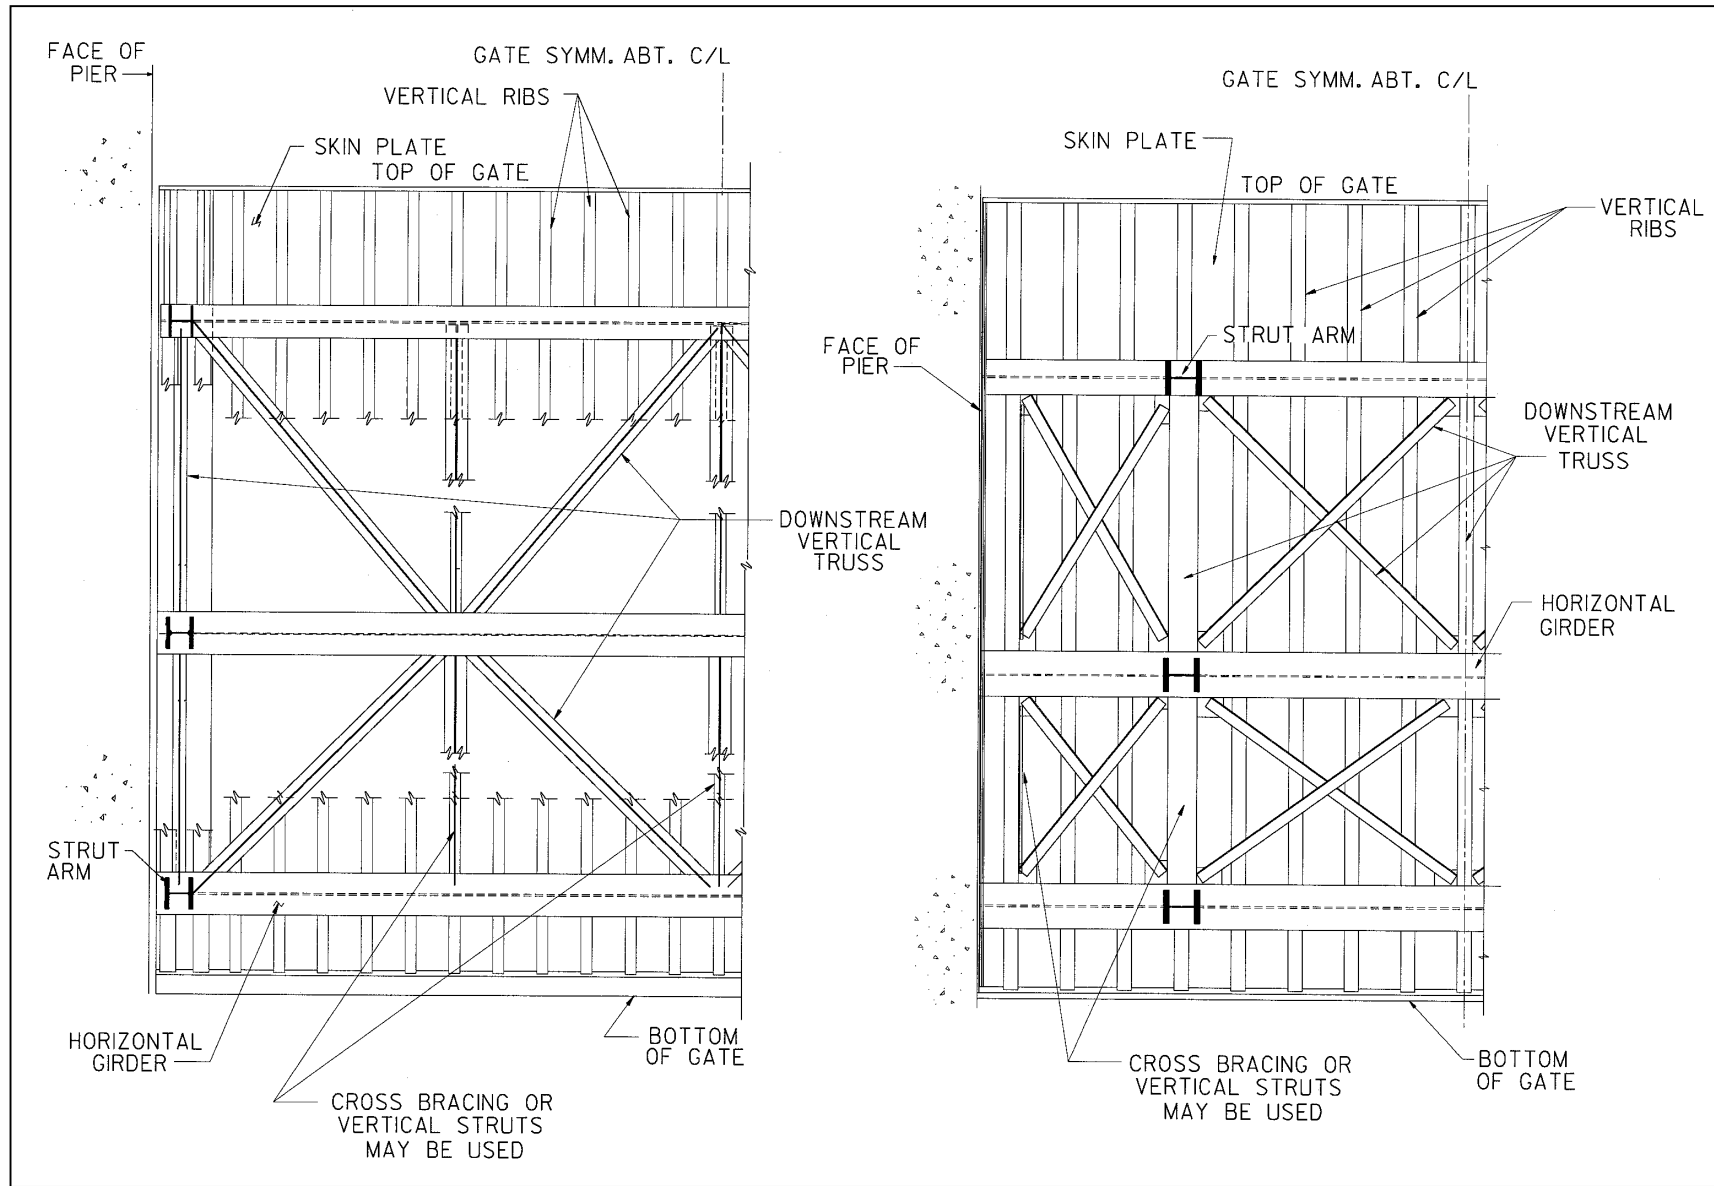 FACE OF
PIER
GATE SYMM. ABT. C/L
VERTICAL RIBS
SKIN PLATE
TOP OF GATE
DOWNSTREAM
VERTICAL
TRUSS
STRUT
ARM
HORIZONTAL
GIRDER
BOTTOM
OF GATE
CROSS BRACING OR
VERTICAL STRUTS
MAY BE USED
GATE SYMM. ABT. C/L
SKIN PLATE
TOP OF GATE
VERTICAL
RIBS
STRUT ARM
FACE OF
PIER
DOWNSTREAM
VERTICAL
TRUSS
HORIZONTAL
GIRDER
CROSS BRACING OR
VERTICAL STRUTS
MAY BE USED
BOTTOM
OF GATE